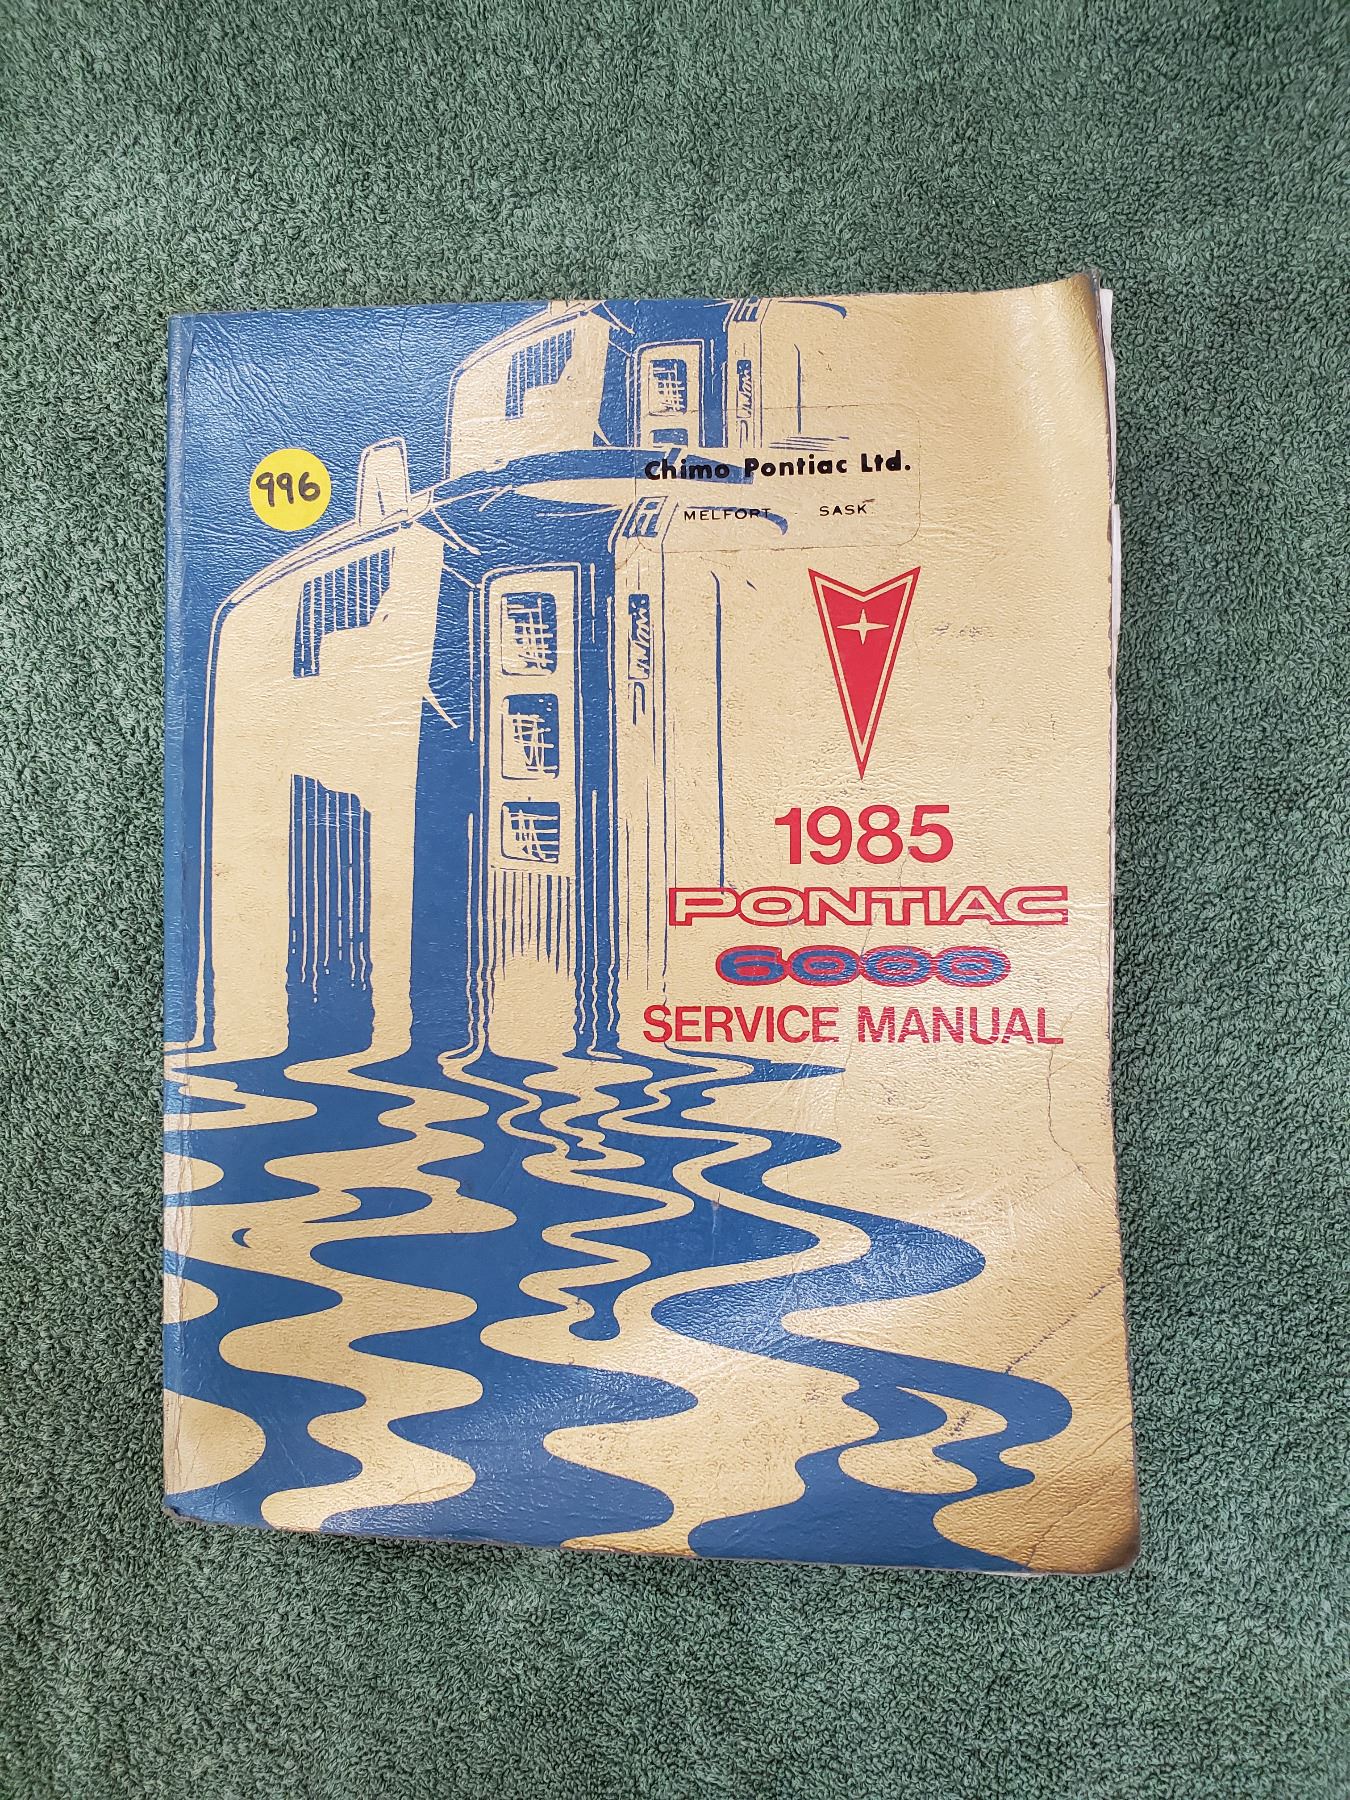 996
Chimo Pontiac Ltd.
MELFORT SASK
1985
PONTIAC
6000
SERVICE MANUAL